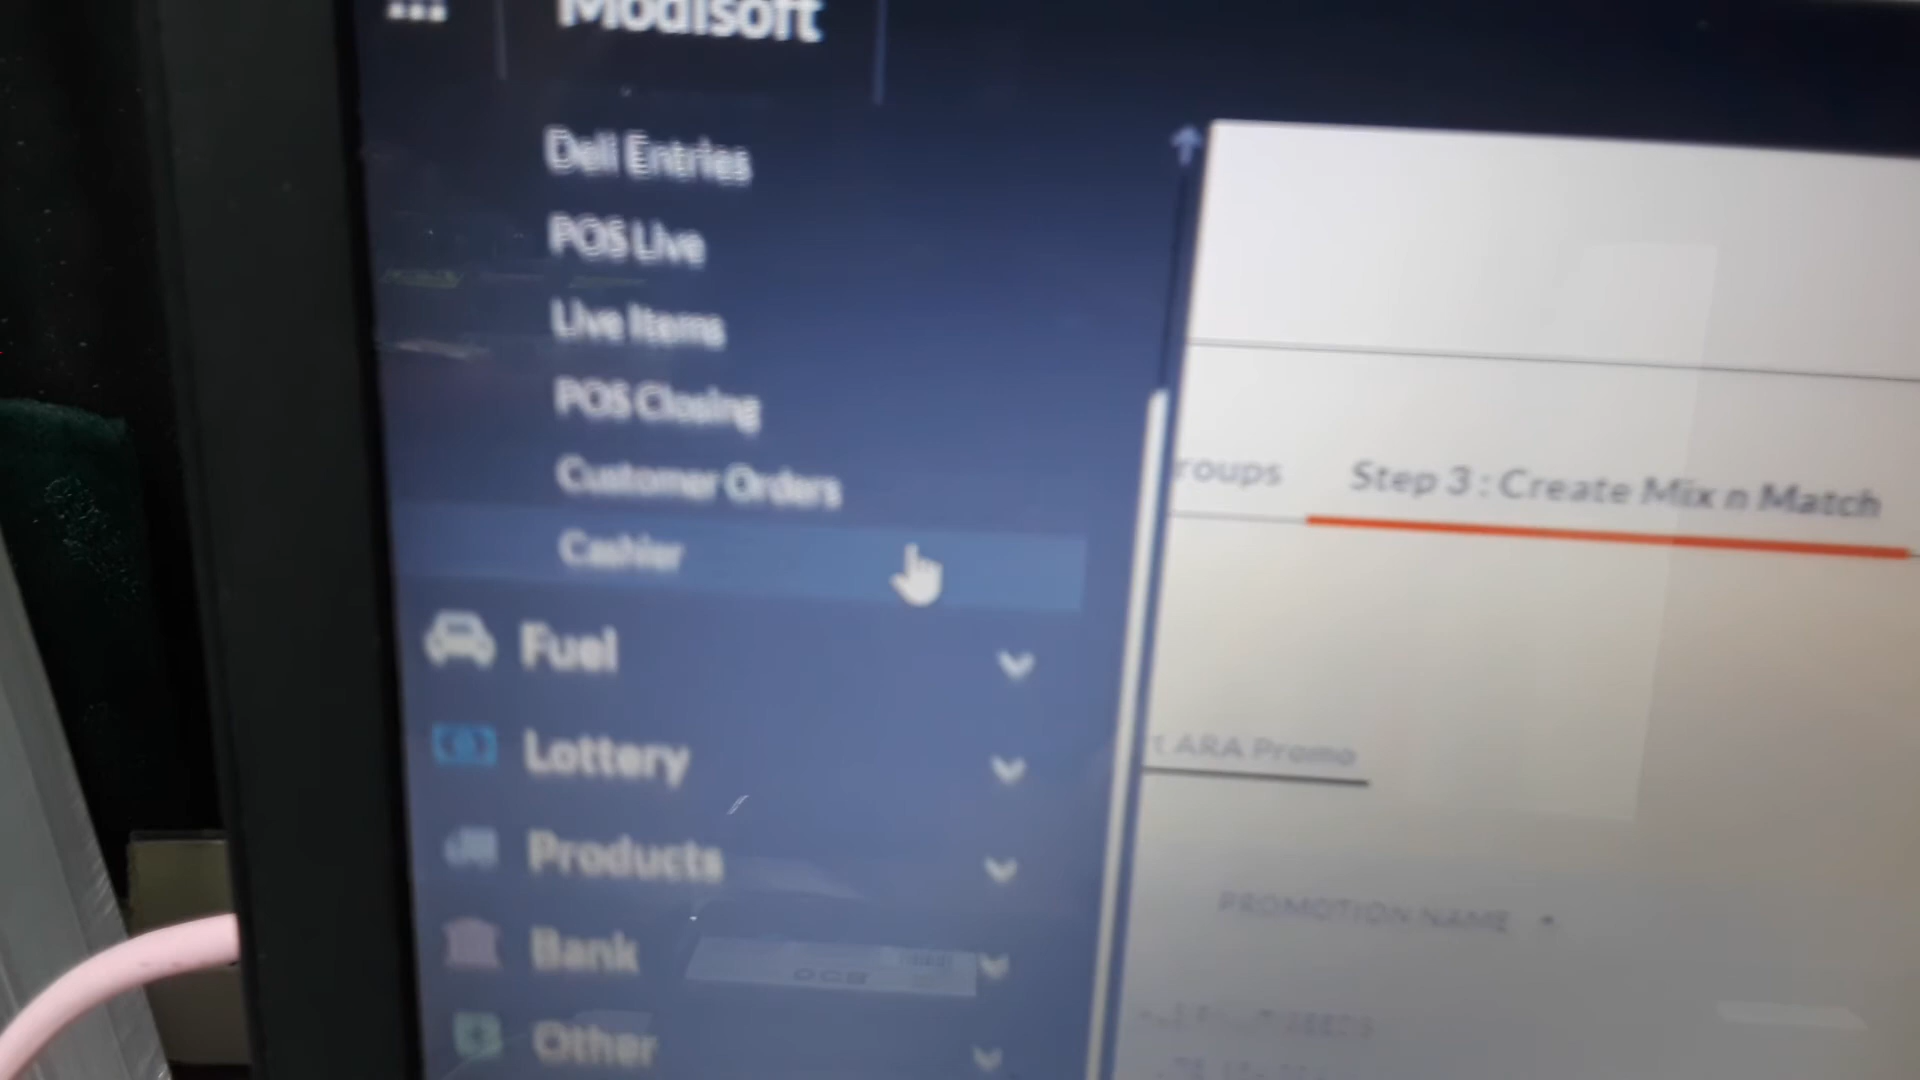 Modisoft
Deli Entries
POS Live
Live Items
POS Closing
Customer Orders
Cashier
Fuel
Lottery
Products
Bank
Other
roups
Step 3 : Create Mix n Match
t ARA Promo
PROMOTION NAME
OCB